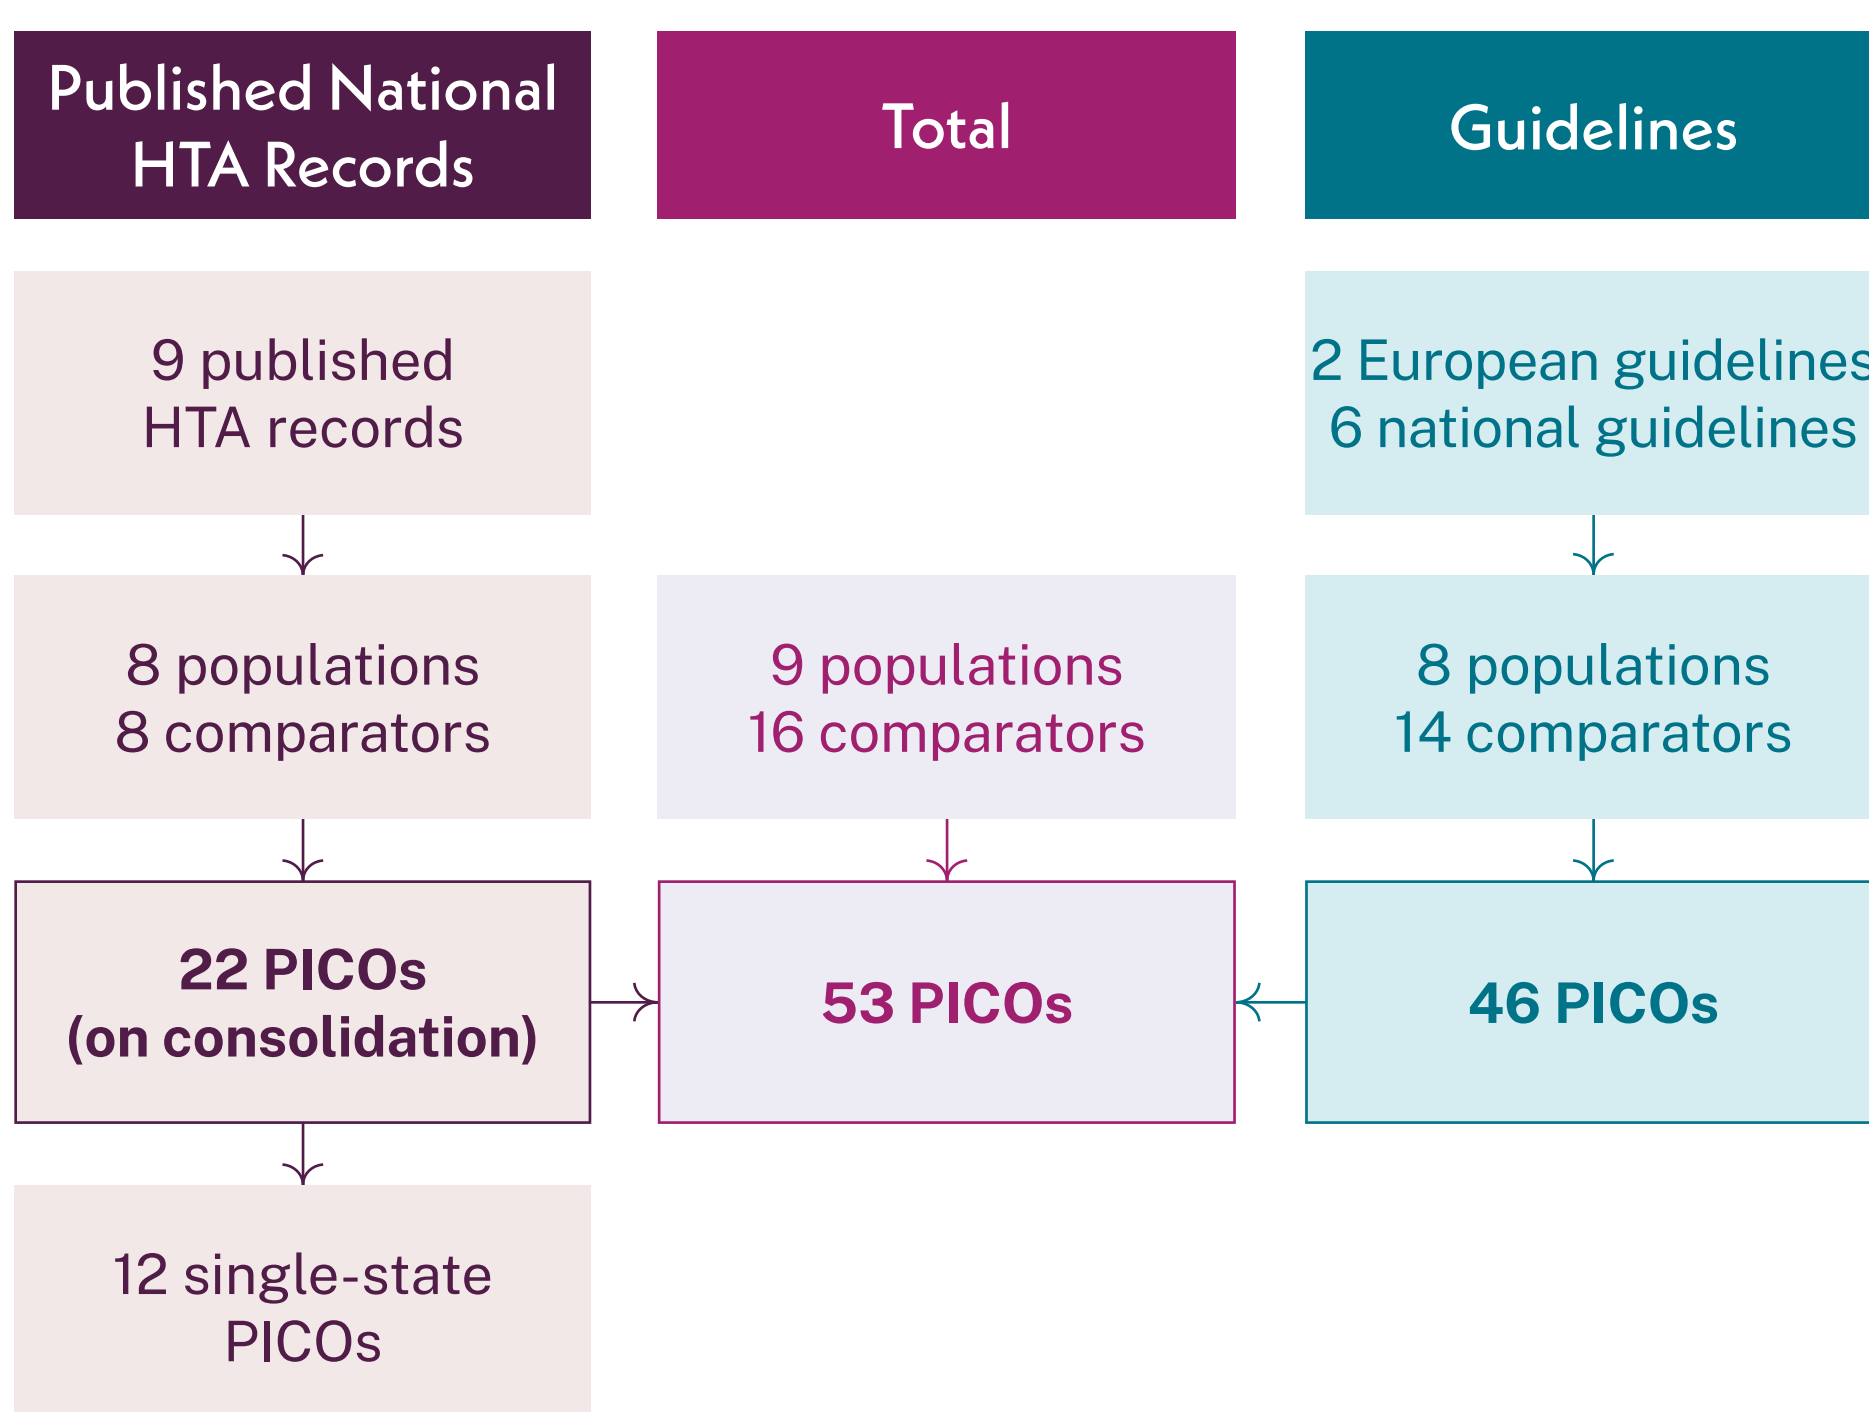 Published National
HTA Records
Total
Guidelines
9 published
HTA records
2 European guidelines
6 national guidelines
8 populations
8 comparators
9 populations
16 comparators
8 populations
14 comparators
22 PICOs
(on consolidation)
53 PICOs
46 PICOs
12 single-state
PICOs